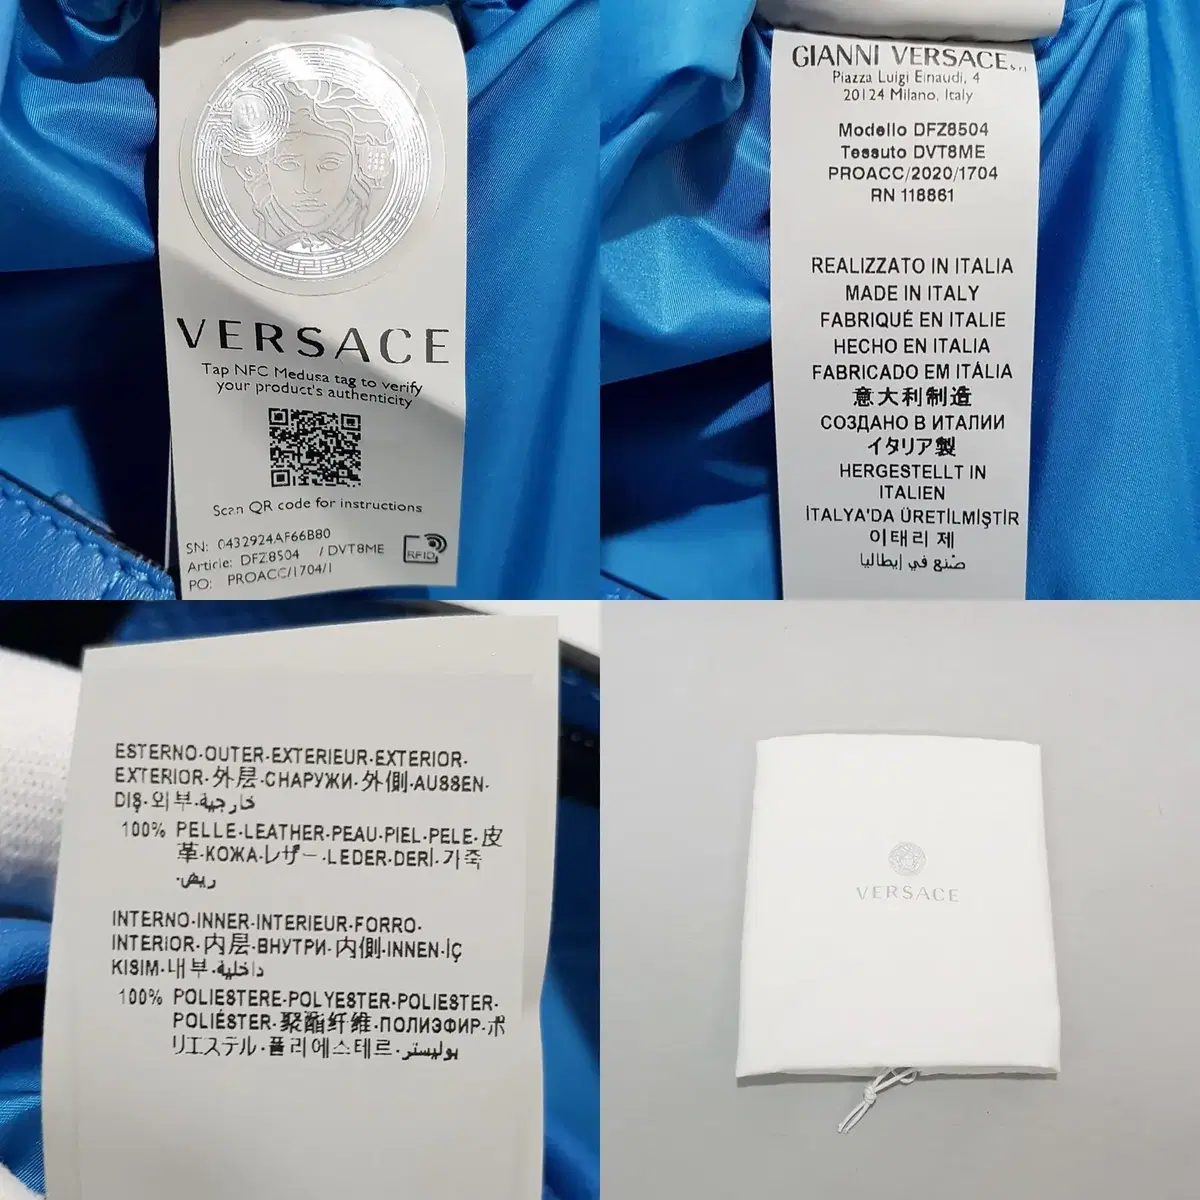 VERSACE
Tap NFC Medusa tag to verify
your product's authenticity
Scan QR code for instructions
SN: 0432924AF66B80
Article: DFZ8504 / DVT8ME
PO: PROACC/1704/1
RFID
GIANNI VERSACE s.r.l
Piazza Luigi Einaudi, 4
20124 Milano, Italy
Modello DFZ8504
Tessuto DVT8ME
PROACC/2020/1704
RN 118861
REALIZZATO IN ITALIA
MADE IN ITALY
FABRIQUÉ EN ITALIE
HECHO EN ITALIA
FABRICADO EM ITÁLIA
意大利制造
СОЗДАНО В ИТАЛИИ
イタリア製
HERGESTELLT IN
ITALIEN
İTALYA'DA ÜRETİLMİŞTİR
이태리 제
صنع في إيطاليا
ESTERNO·OUTER·EXTERIEUR·EXTERIOR·
EXTERIOR·外层·СНАРУЖИ·外側·AUSSEN·
DIŞ·외부·خارجية·
100% PELLE·LEATHER·PEAU·PIEL·PELE·皮
革·КОЖА·レザー·LEDER·DERİ·가죽
·ريض·
INTERNO·INNER·INTERIEUR·FORRO·
INTERIOR·内层·ВНУТРИ·内側·INNEN·İÇ
KISIM·내부·داخلية·
100% POLIESTERE·POLYESTER·POLIESTER·
POLIÉSTER·聚酯纤维·ПОЛИЭФИР·ポ
リエステル·폴리에스테르·بوليستر·
VERSACE